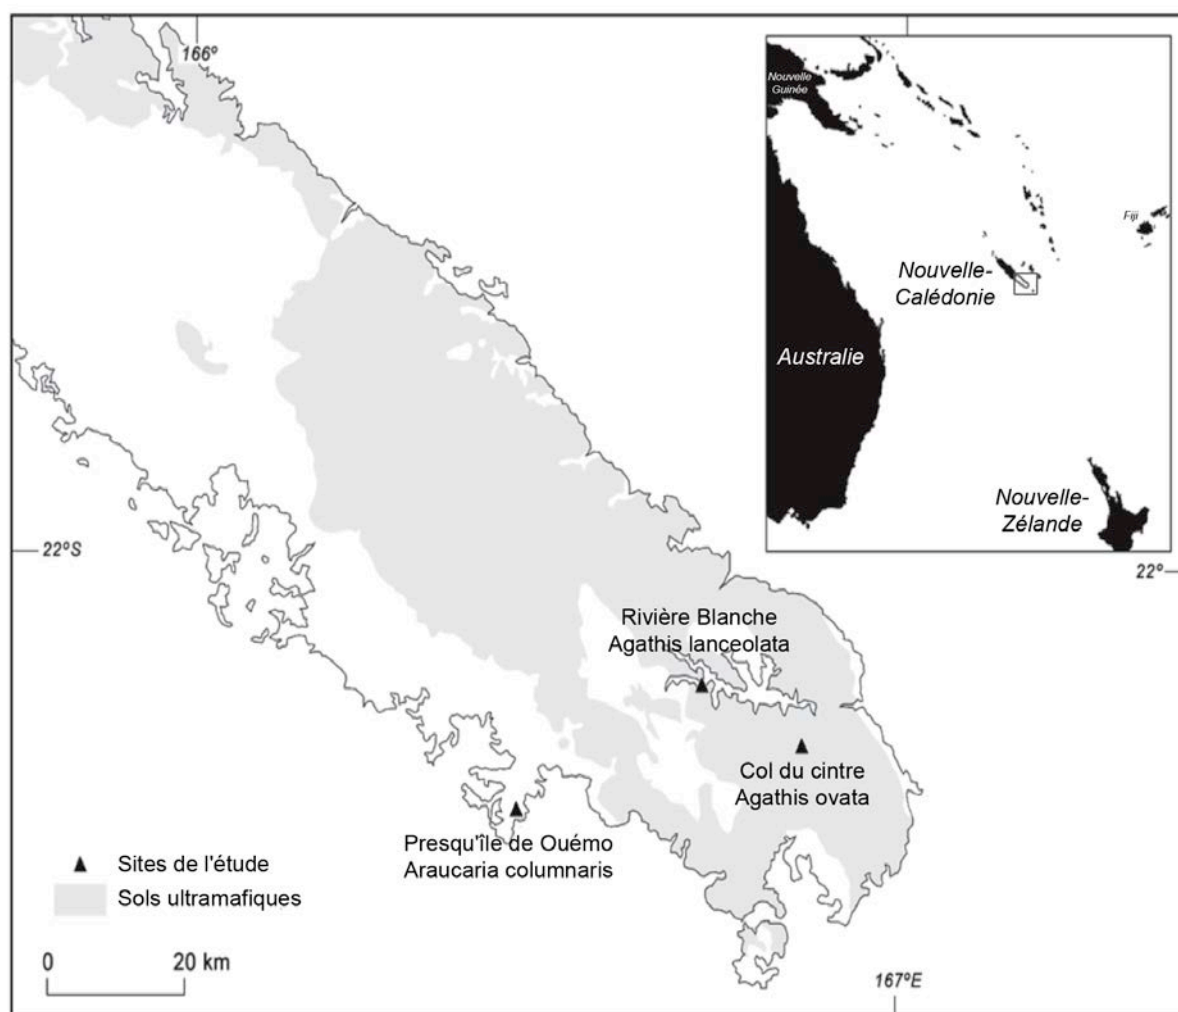 166°
Nouvelle
Guinée
Fiji
Nouvelle-
Calédonie
Australie
Nouvelle-
Zélande
22°S
22°
Rivière Blanche
Agathis lanceolata
Col du cintre
Agathis ovata
Presqu'île de Ouémo
Araucaria columnaris
Sites de l'étude
Sols ultramafiques
0 20 km
167°E